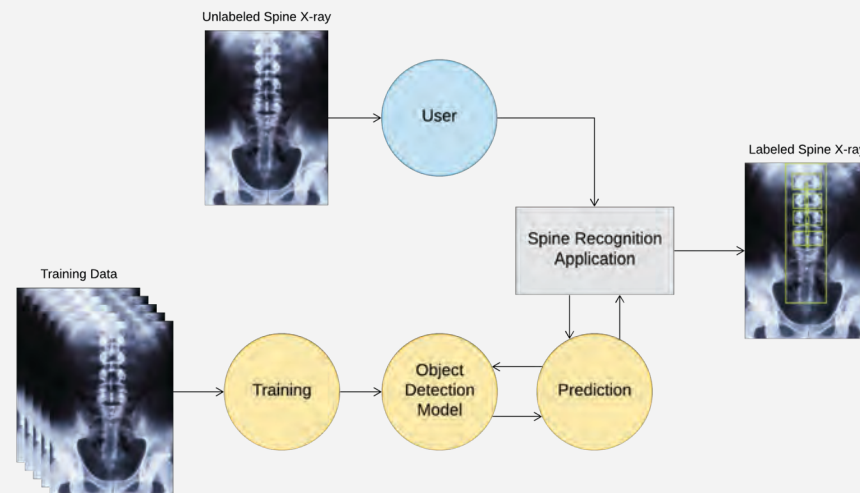 Unlabeled Spine X-ray
User
Labeled Spine X-ray
Spine Recognition
Application
Training Data
Training
Object
Detection
Model
Prediction